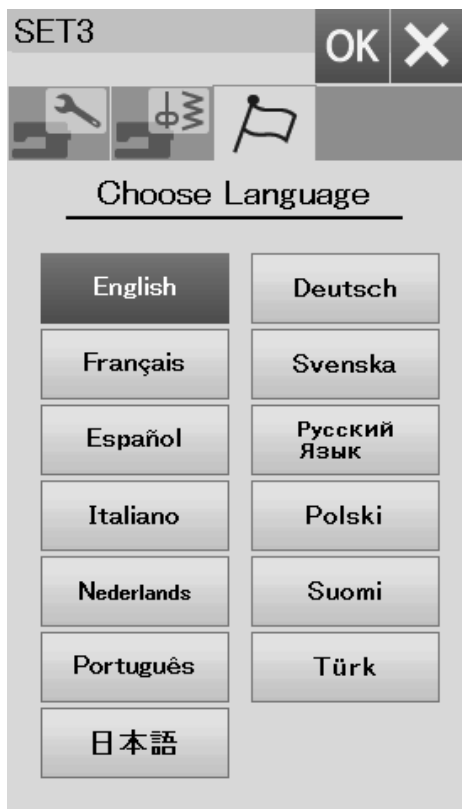 SET3
OK
Choose Language
English
Deutsch
Français
Svenska
Español
Русский
Язык
Italiano
Polski
Nederlands
Suomi
Português
Türk
日本語